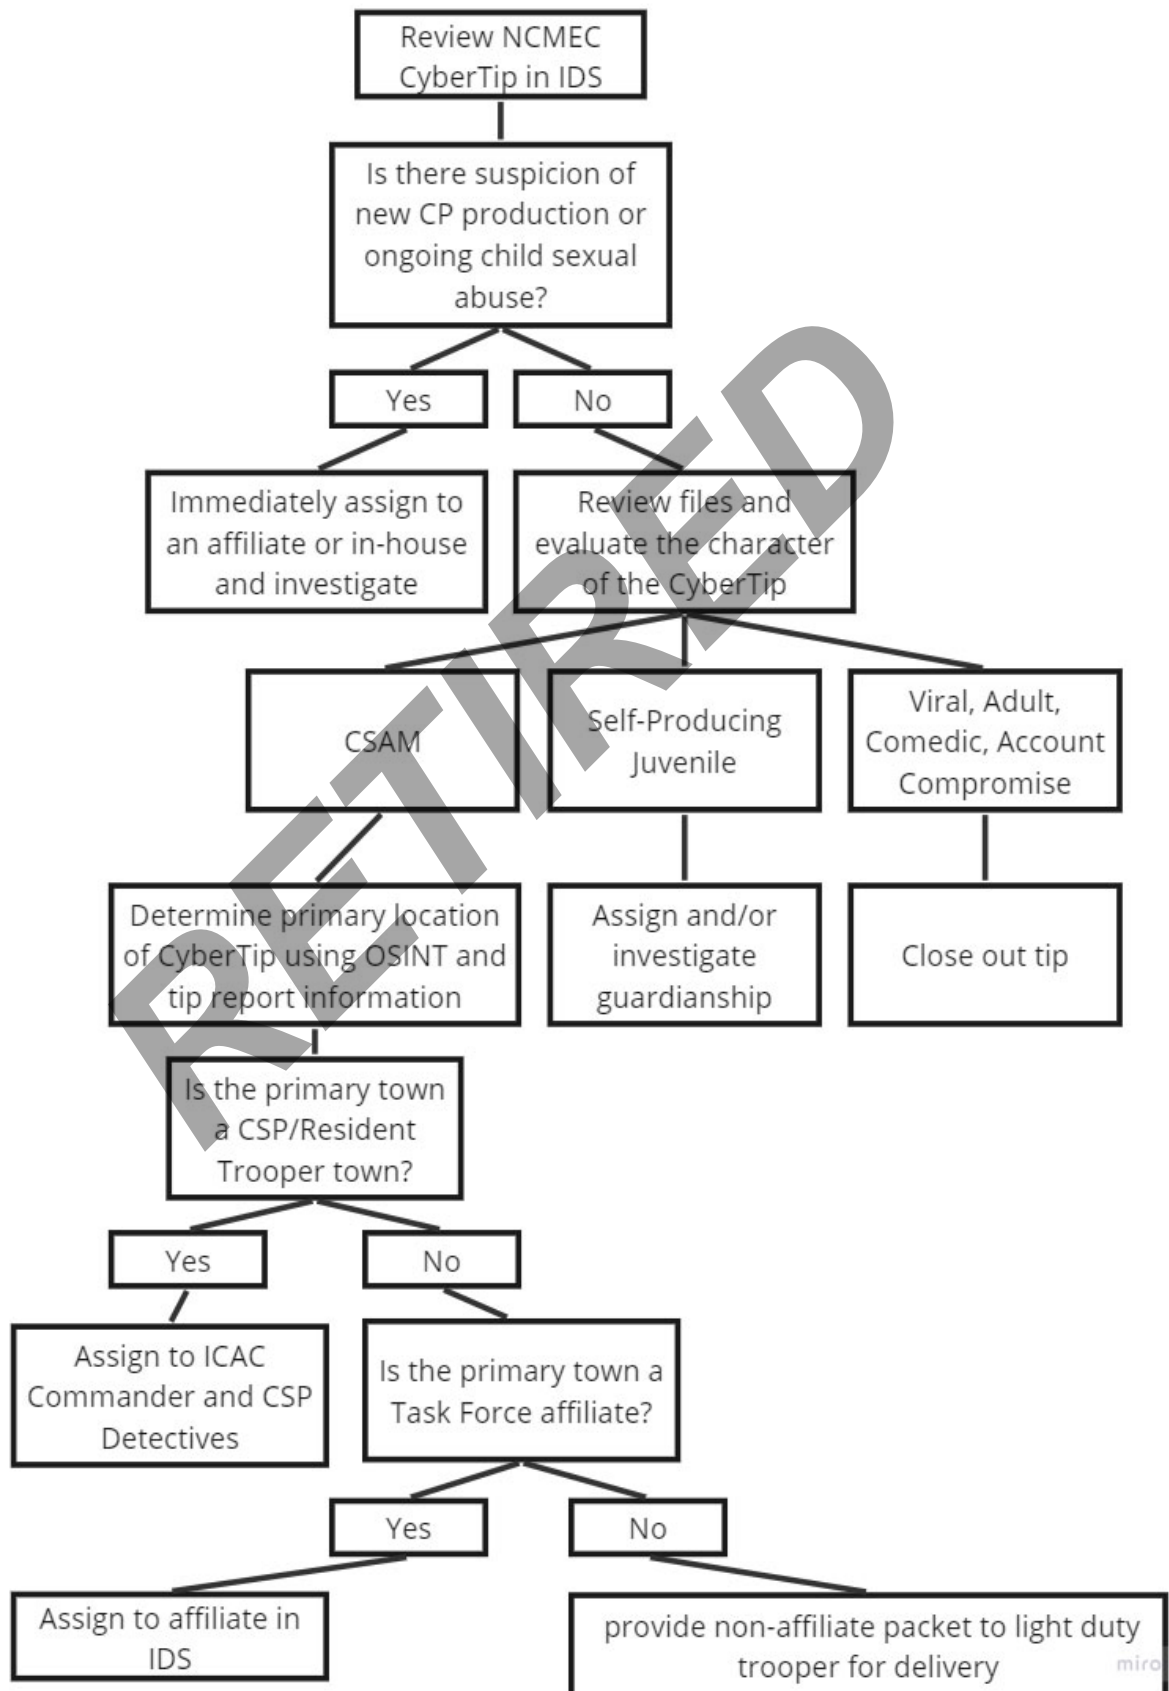 Review NCMEC
CyberTip in IDS
Is there suspicion of
new CP production or
ongoing child sexual
abuse?
Yes
No
Immediately assign to
an affiliate or in-house
and investigate
Review files and
evaluate the character
of the CyberTip
CSAM
Self-Producing
Juvenile
Viral, Adult,
Comedic, Account
Compromise
Determine primary location
of CyberTip using OSINT and
tip report information
Assign and/or
investigate
guardianship
Close out tip
Is the primary town
a CSP/Resident
Trooper town?
Yes
No
Assign to ICAC
Commander and CSP
Detectives
Is the primary town a
Task Force affiliate?
Yes
No
Assign to affiliate in
IDS
provide non-affiliate packet to light duty
trooper for delivery
miro
RETIRED